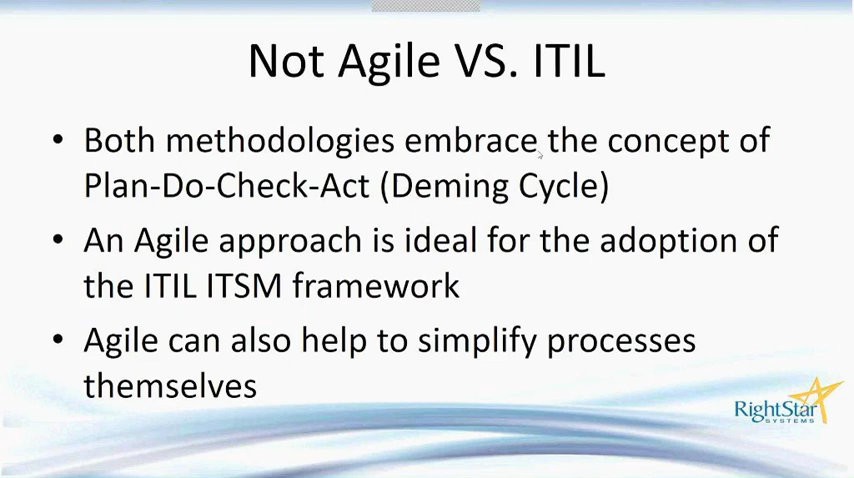 Not Agile VS. ITIL
• Both methodologies embrace the concept of
Plan-Do-Check-Act (Deming Cycle)
• An Agile approach is ideal for the adoption of
the ITIL ITSM framework
• Agile can also help to simplify processes
themselves
RightStar
SYSTEMS